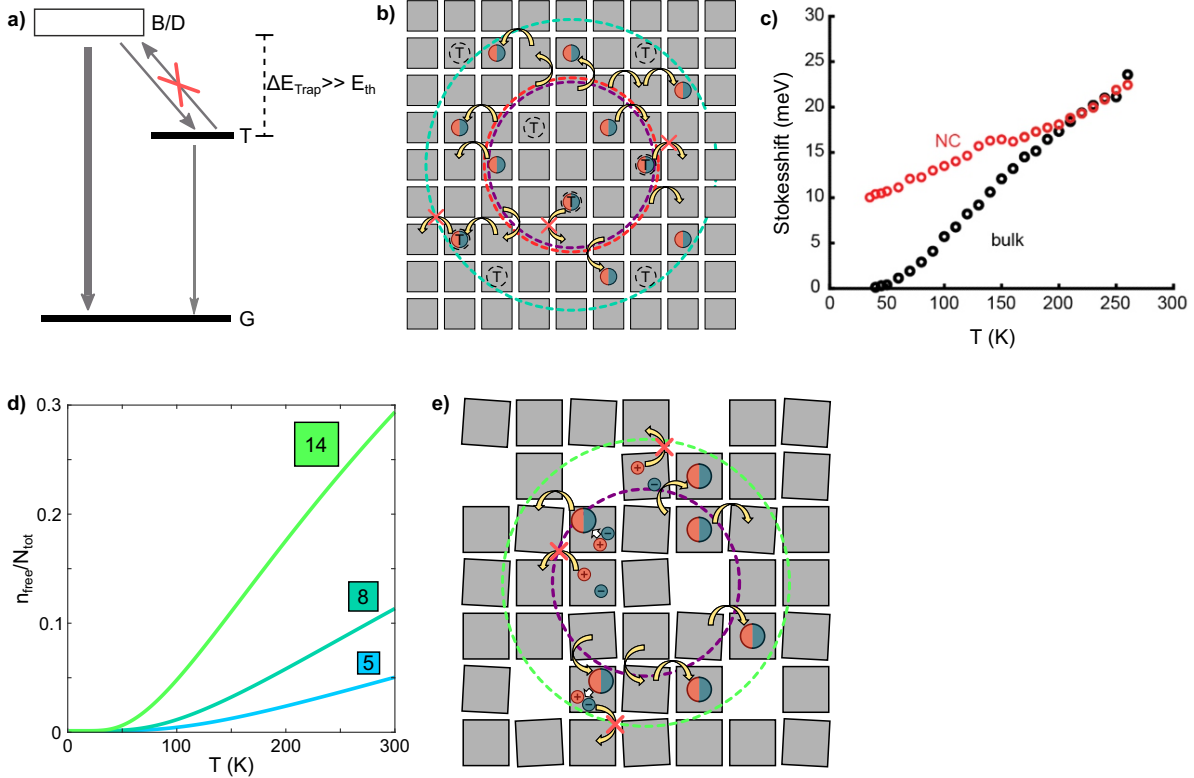 a)
B/D
ΔE_Trap>> E_th
T
G
b)
T
T
T
T
T
T
T
T
c)
Stokesshift (meV)
30
25
20
15
10
5
0
NC
bulk
0
50
100
150
200
250
300
T (K)
d)
n_free/N_tot
0.3
0.2
0.1
0
14
8
5
0
100
200
300
T (K)
e)
+
−
−
+
+
−
+
−